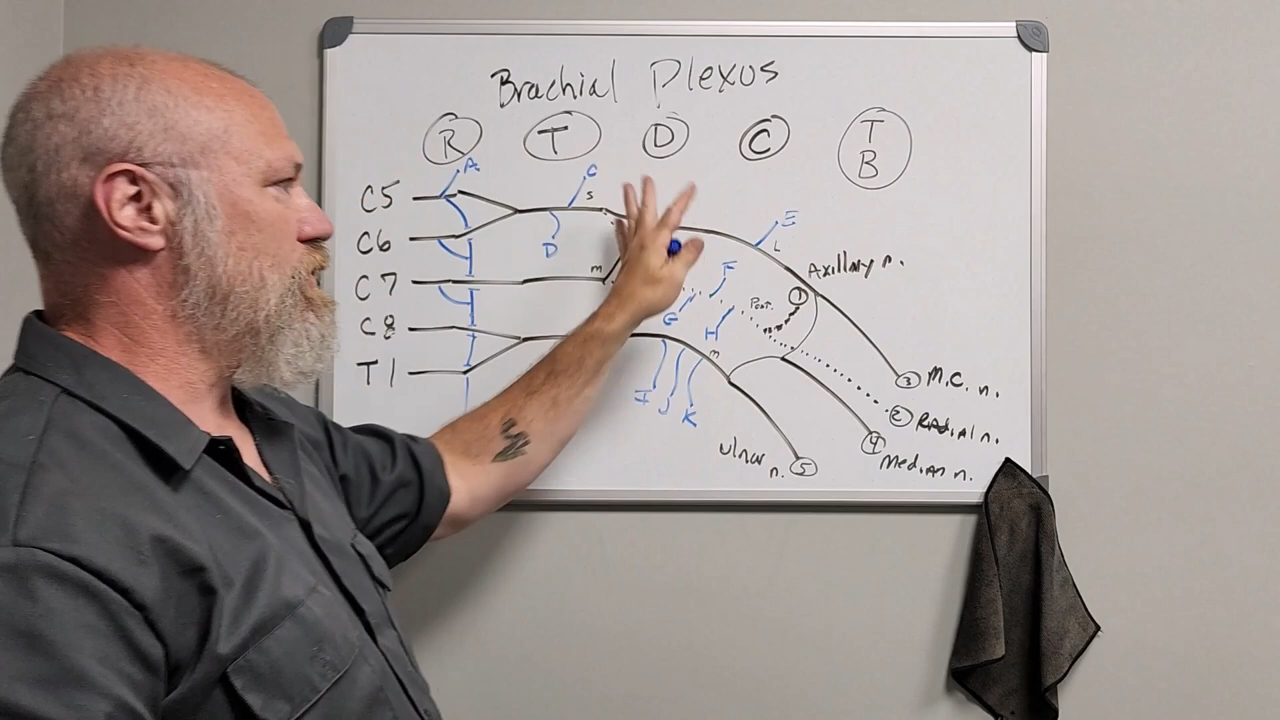 Brachial Plexus
R T D C T B
A.
C
C5
S
E
C6
D
L
Axillary n.
F
m
C7
1
Post.
G
H
C8
m
T1
3 M.C. n.
I J K
2 Radial n.
4 Median n.
Ulnar n. 5